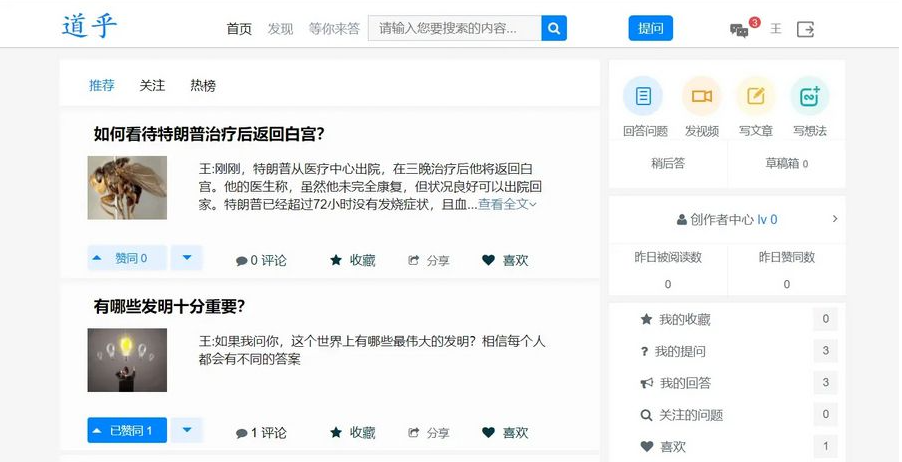 道乎
首页 发现 等你来答 请输入您要搜索的内容... 提问 3 王
推荐 关注 热榜
如何看待特朗普治疗后返回白宫?
王:刚刚，特朗普从医疗中心出院，在三晚治疗后他将返回白
宫。他的医生称，虽然他未完全康复，但状况良好可以出院回
家。特朗普已经超过72小时没有发烧症状，且血...查看全文
赞同 0 0 评论 收藏 分享 喜欢
有哪些发明十分重要?
王:如果我问你，这个世界上有哪些最伟大的发明？相信每个人
都会有不同的答案
已赞同 1 1 评论 收藏 分享 喜欢
回答问题 发视频 写文章 写想法
稍后答 草稿箱 0
创作者中心 lv 0
昨日被阅读数 昨日赞同数
0 0
我的收藏 0
我的提问 3
我的回答 3
关注的问题 0
喜欢 1